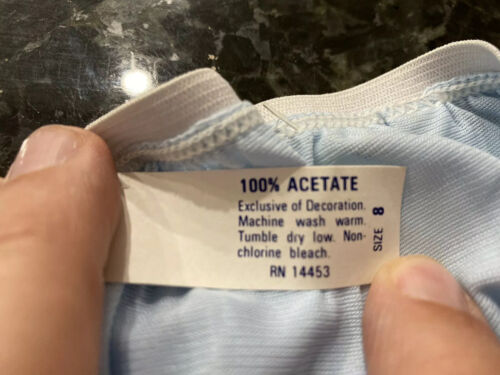 100% ACETATE
Exclusive of Decoration.
Machine wash warm.
Tumble dry low. Non-
chlorine bleach.
RN 14453
SIZE 8